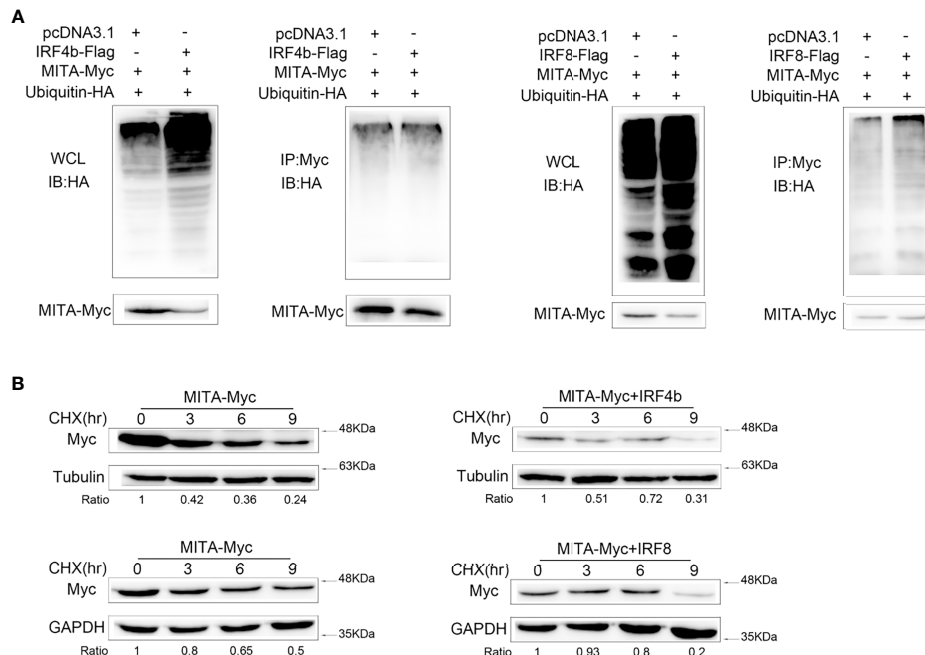 A
pcDNA3.1 + -
IRF4b-Flag - +
MITA-Myc + +
Ubiquitin-HA + +
WCL
IB:HA
MITA-Myc
pcDNA3.1 + -
IRF4b-Flag - +
MITA-Myc + +
Ubiquitin-HA + +
IP:Myc
IB:HA
MITA-Myc
pcDNA3.1 + -
IRF8-Flag - +
MITA-Myc + +
Ubiquitin-HA + +
WCL
IB:HA
MITA-Myc
pcDNA3.1 + -
IRF8-Flag - +
MITA-Myc + +
Ubiquitin-HA + +
IP:Myc
IB:HA
MITA-Myc
B
MITA-Myc
CHX(hr) 0 3 6 9
Myc 48KDa
Tubulin 63KDa
Ratio 1 0.42 0.36 0.24
MITA-Myc+IRF4b
CHX(hr) 0 3 6 9
Myc 48KDa
Tubulin 63KDa
Ratio 1 0.51 0.72 0.31
MITA-Myc
CHX(hr) 0 3 6 9
Myc 48KDa
GAPDH 35KDa
Ratio 1 0.8 0.65 0.5
MITA-Myc+IRF8
CHX(hr) 0 3 6 9
Myc 48KDa
GAPDH 35KDa
Ratio 1 0.93 0.8 0.2